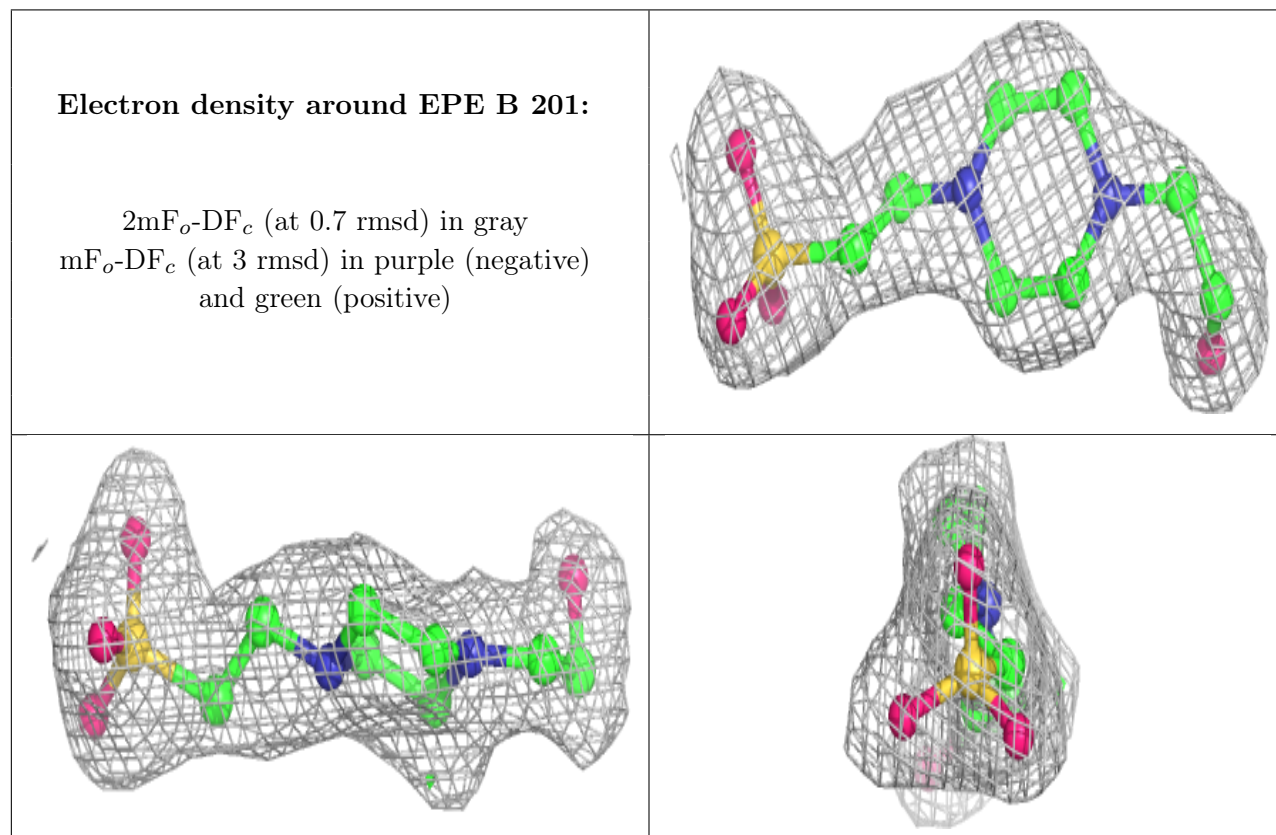 Electron density around EPE B 201:
2mFₒ-DF𝒸 (at 0.7 rmsd) in gray
mFₒ-DF𝒸 (at 3 rmsd) in purple (negative)
and green (positive)